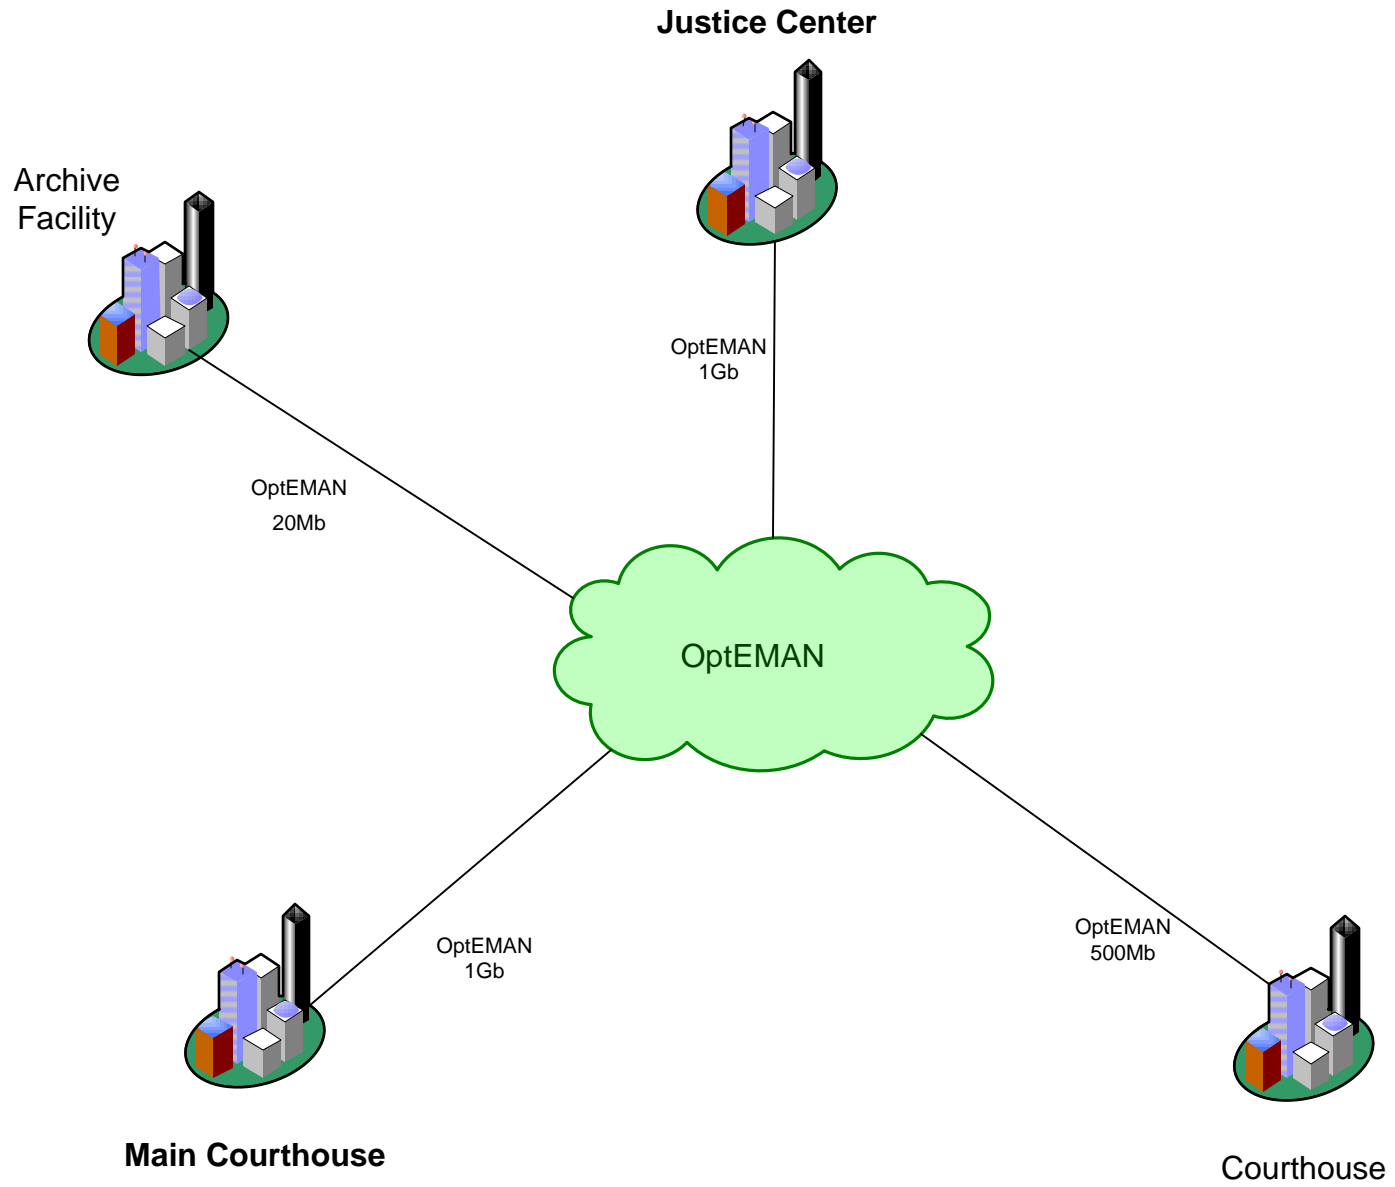 Justice Center
Archive
Facility
OptEMAN
1Gb
OptEMAN
20Mb
OptEMAN
OptEMAN
1Gb
OptEMAN
500Mb
Main Courthouse
Courthouse